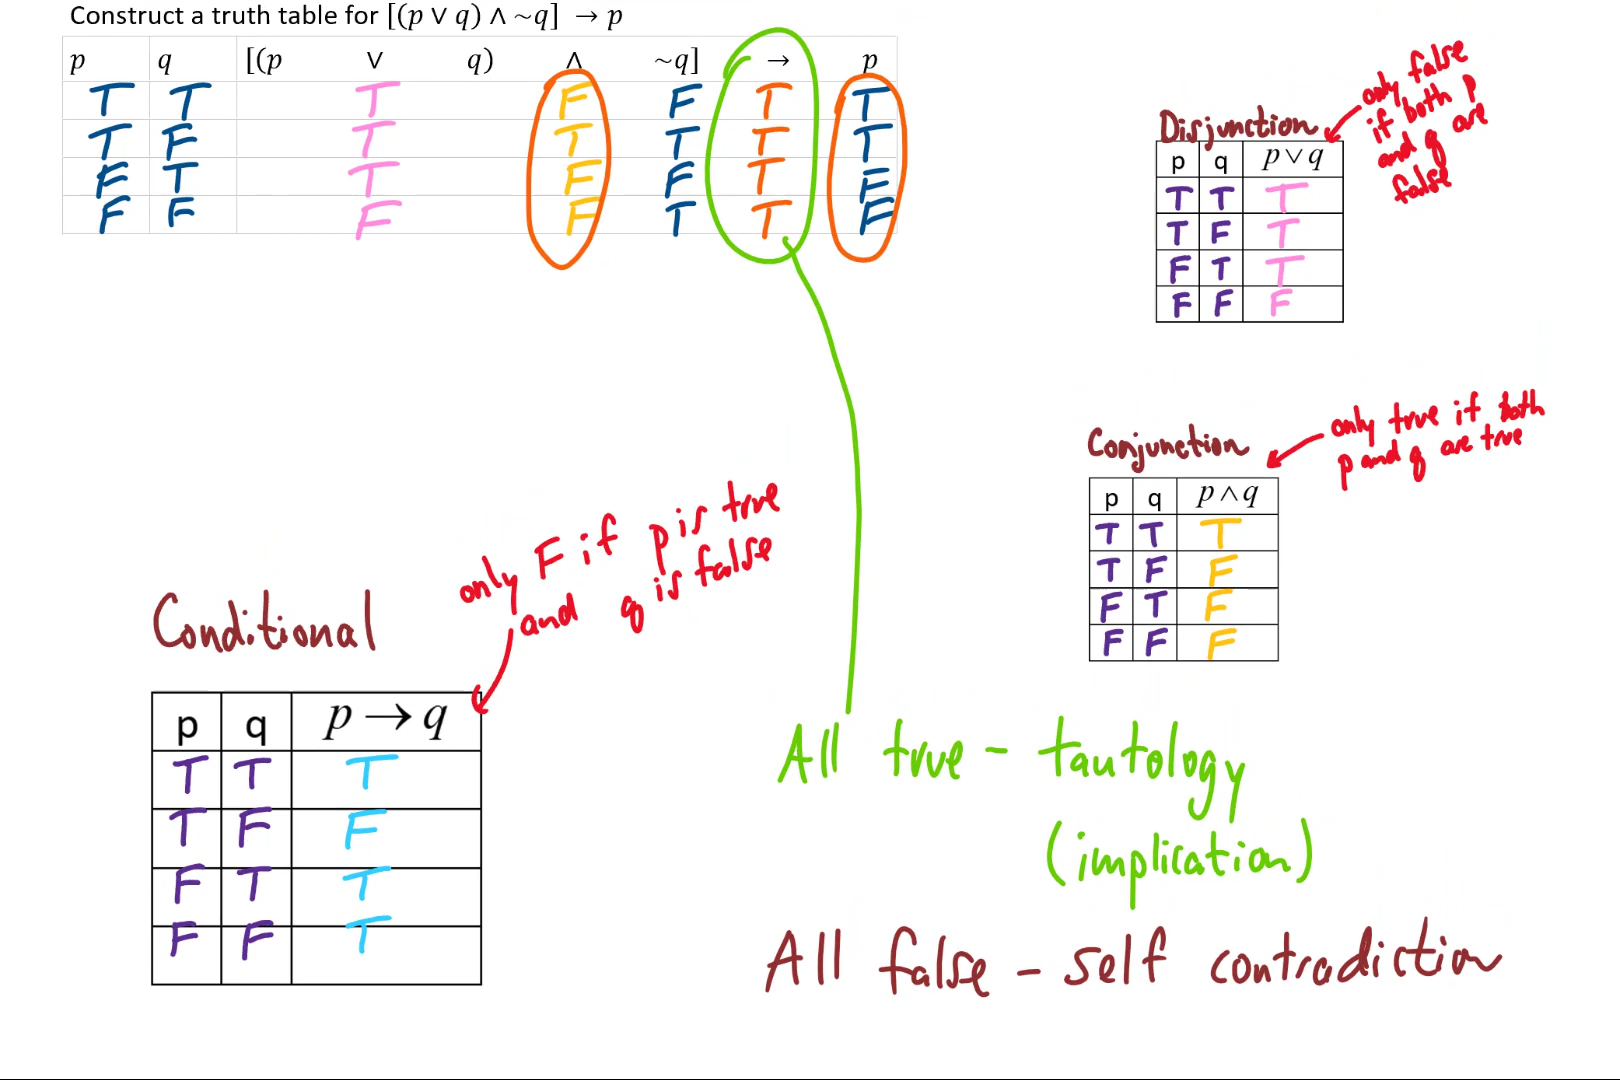 Construct a truth table for [(p ∨ q) ∧ ~q] → p
p q [(p ∨ q) ∧ ~q] → p
T T T F F T T
T F T T T T T
F T T F F T F
F F F F T T F
Disjunction
only false
if both p
and q are
false
p q p ∨ q
T T T
T F T
F T T
F F F
Conjunction
only true if both
p and q are true
p q p ∧ q
T T T
T F F
F T F
F F F
Conditional
only F if p is true
and q is false
p q p → q
T T T
T F F
F T T
F F T
All true - tautology
(implication)
All false - self contradiction